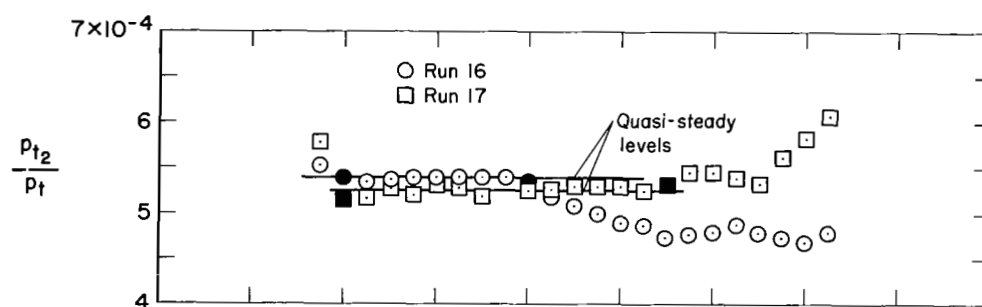 7×10⁻⁴
Run 16
Run 17
6
Quasi-steady
levels
p_t₂
p_t
5
4